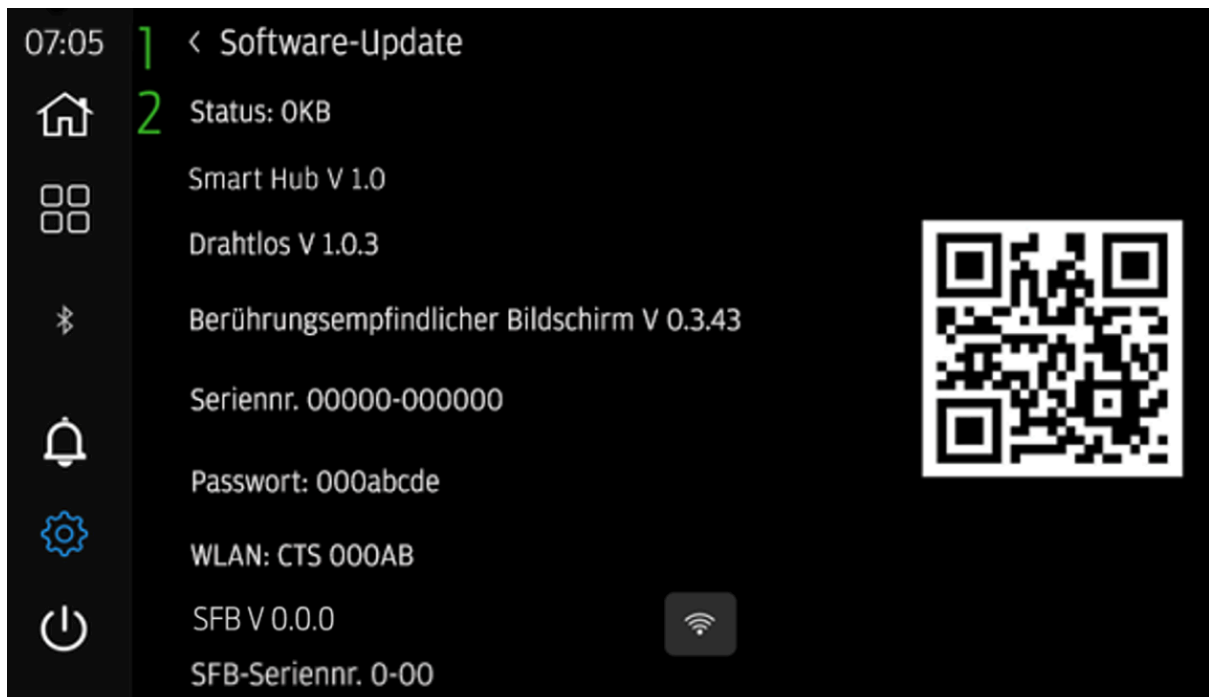 07:05
1 < Software-Update
2 Status: 0KB
Smart Hub V 1.0
Drahtlos V 1.0.3
Berührungsempfindlicher Bildschirm V 0.3.43
Seriennr. 00000-000000
Passwort: 000abcde
WLAN: CTS 000AB
SFB V 0.0.0
SFB-Seriennr. 0-00